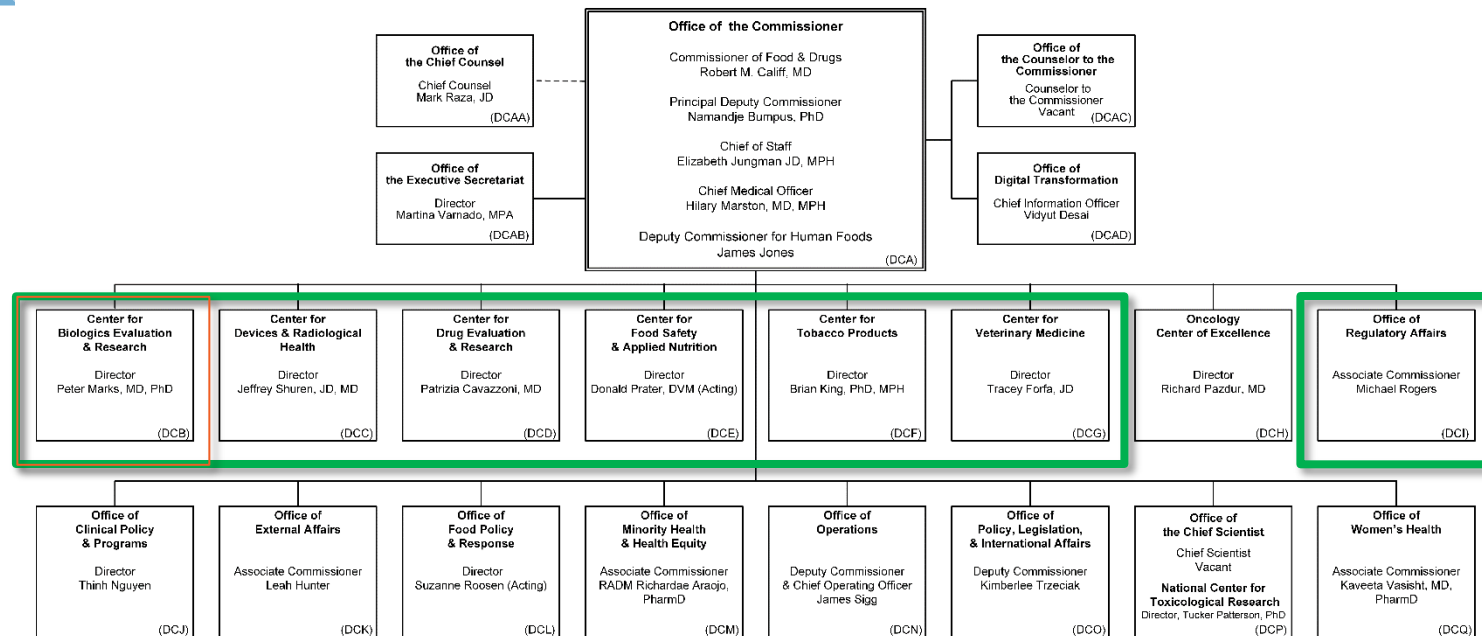 Office of the Commissioner
Commissioner of Food & Drugs
Robert M. Califf, MD
Principal Deputy Commissioner
Namandje Bumpus, PhD
Chief of Staff
Elizabeth Jungman JD, MPH
Chief Medical Officer
Hilary Marston, MD, MPH
Deputy Commissioner for Human Foods
James Jones
(DCA)
Office of
the Chief Counsel
Chief Counsel
Mark Raza, JD
(DCAA)
Office of
the Counselor to the
Commissioner
Counselor to
the Commissioner
Vacant
(DCAC)
Office of
the Executive Secretariat
Director
Martina Varnado, MPA
(DCAB)
Office of
Digital Transformation
Chief Information Officer
Vidyut Desai
(DCAD)
Center for
Biologics Evaluation
& Research
Director
Peter Marks, MD, PhD
(DCB)
Center for
Devices & Radiological
Health
Director
Jeffrey Shuren, JD, MD
(DCC)
Center for
Drug Evaluation
& Research
Director
Patrizia Cavazzoni, MD
(DCD)
Center for
Food Safety
& Applied Nutrition
Director
Donald Prater, DVM (Acting)
(DCE)
Center for
Tobacco Products
Director
Brian King, PhD, MPH
(DCF)
Center for
Veterinary Medicine
Director
Tracey Forfa, JD
(DCG)
Oncology
Center of Excellence
Director
Richard Pazdur, MD
(DCH)
Office of
Regulatory Affairs
Associate Commissioner
Michael Rogers
(DCI)
Office of
Clinical Policy
& Programs
Director
Thinh Nguyen
(DCJ)
Office of
External Affairs
Associate Commissioner
Leah Hunter
(DCK)
Office of
Food Policy
& Response
Director
Suzanne Roosen (Acting)
(DCL)
Office of
Minority Health
& Health Equity
Associate Commissioner
RADM Richardae Araojo,
PharmD
(DCM)
Office of
Operations
Deputy Commissioner
& Chief Operating Officer
James Sigg
(DCN)
Office of
Policy, Legislation,
& International Affairs
Deputy Commissioner
Kimberlee Trzeciak
(DCO)
Office of
the Chief Scientist
Chief Scientist
Vacant
National Center for
Toxicological Research
Director, Tucker Patterson, PhD
(DCP)
Office of
Women's Health
Associate Commissioner
Kaveeta Vasisht, MD,
PharmD
(DCQ)